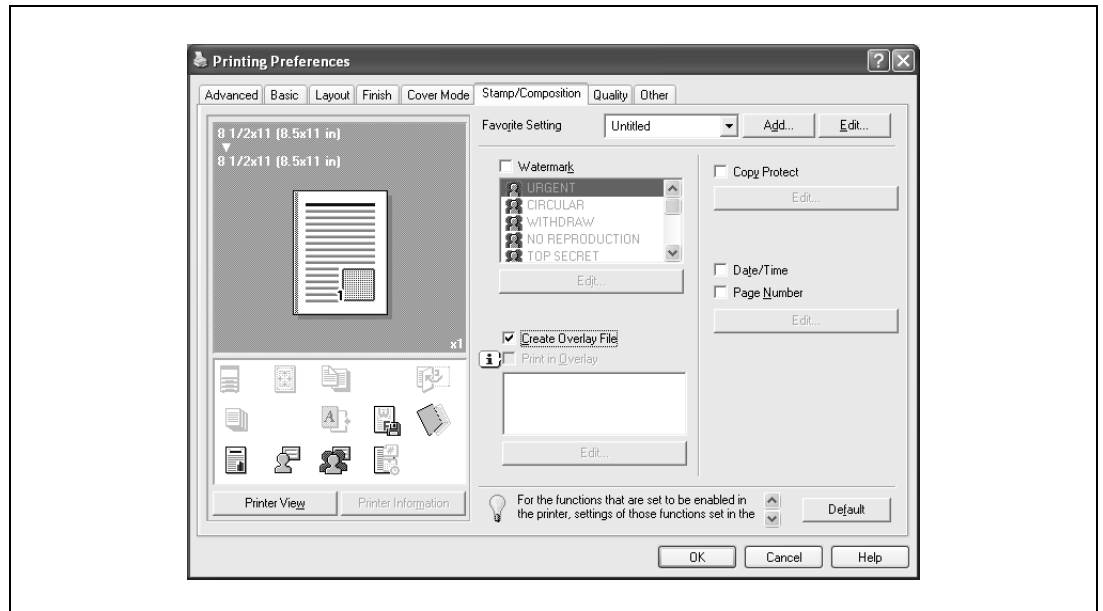 Printing Preferences
Advanced Basic Layout Finish Cover Mode Stamp/Composition Quality Other
8 1/2x11 (8.5x11 in)
8 1/2x11 (8.5x11 in)
1
x1
Printer View Printer Information
Favorite Setting Untitled Add... Edit...
Watermark
URGENT
CIRCULAR
WITHDRAW
NO REPRODUCTION
TOP SECRET
Edit...
Create Overlay File
Print in Overlay
Edit...
Copy Protect
Edit...
Date/Time
Page Number
Edit...
For the functions that are set to be enabled in
the printer, settings of those functions set in the
Default
OK Cancel Help